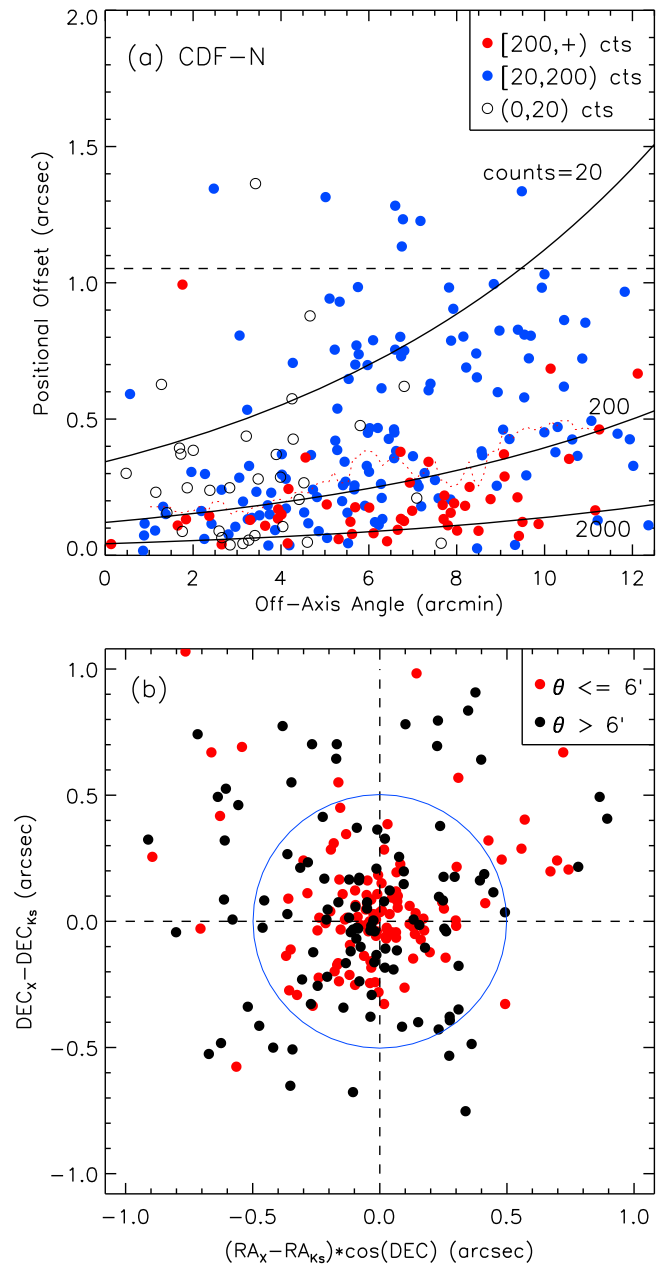 (a) CDF-N
[200,+) cts
[20,200) cts
(0,20) cts
counts=20
200
2000
2.0
1.5
1.0
0.5
0.0
Positional Offset (arcsec)
0 2 4 6 8 10 12
Off-Axis Angle (arcmin)
(b)
θ <= 6'
θ > 6'
1.0
0.5
0.0
-0.5
-1.0
DEC_X-DEC_Ks (arcsec)
-1.0 -0.5 0.0 0.5 1.0
(RA_X-RA_Ks)*cos(DEC) (arcsec)